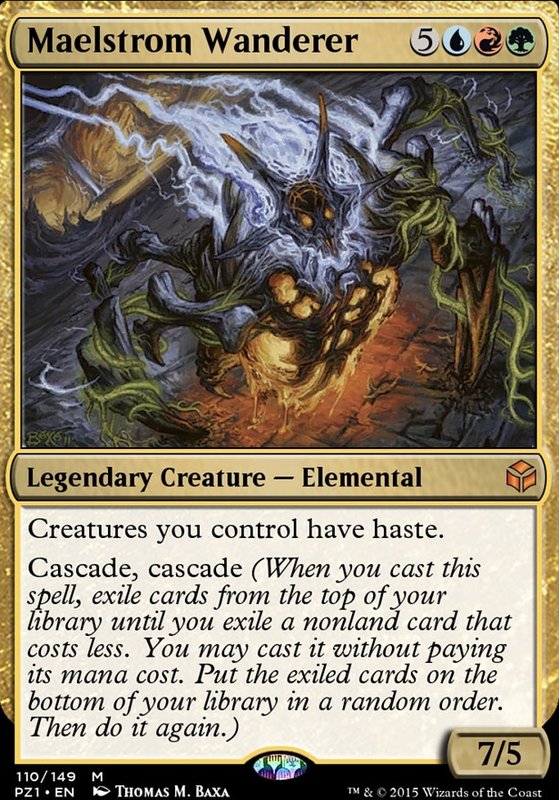 Maelstrom Wanderer 5
BAXA 11
Legendary Creature — Elemental
Creatures you control have haste.
Cascade, cascade (When you cast this
spell, exile cards from the top of your
library until you exile a nonland card that
costs less. You may cast it without paying
its mana cost. Put the exiled cards on the
bottom of your library in a random order.
Then do it again.)
7/5
110/149 M
PZ1 • EN Thomas M. Baxa
™ & © 2015 Wizards of the Coast